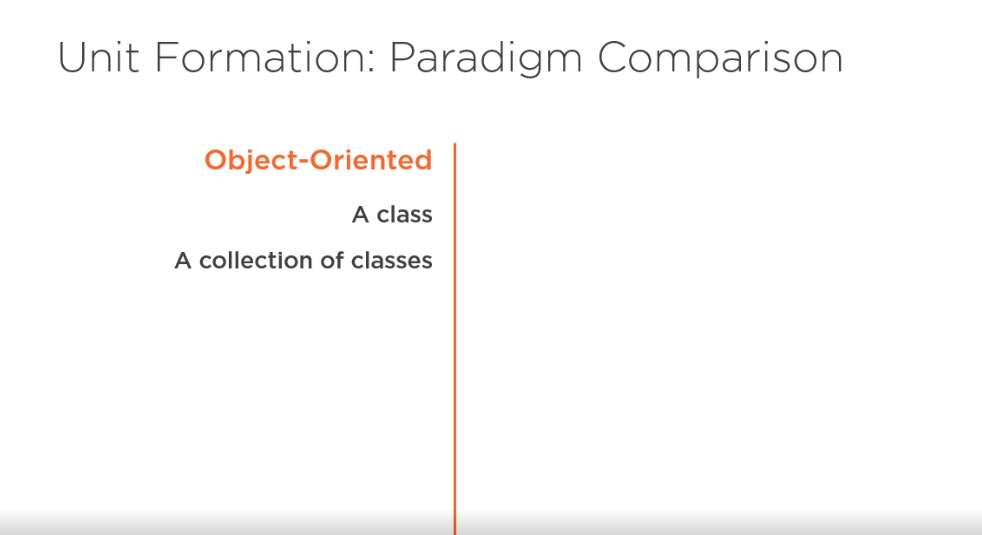 Unit Formation: Paradigm Comparison
Object-Oriented
A class
A collection of classes